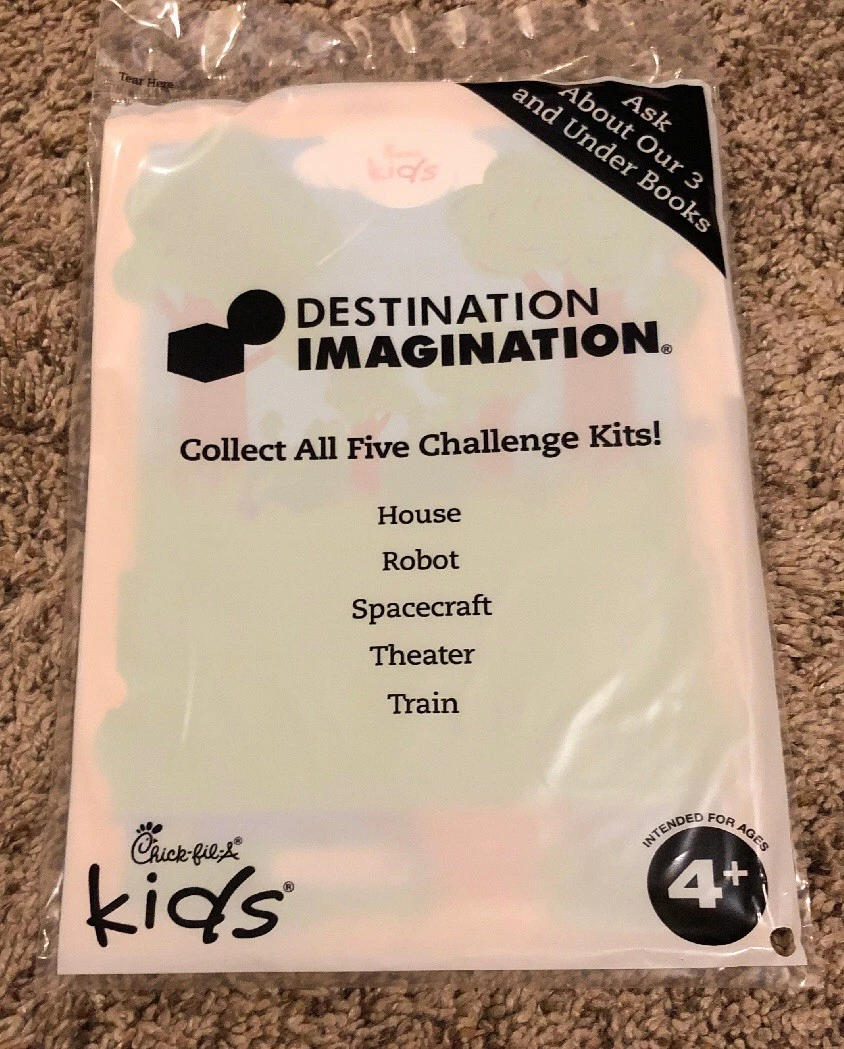 Tear Here
Ask
About Our 3
and Under Books
kids
DESTINATION
IMAGINATION®
Collect All Five Challenge Kits!
House
Robot
Spacecraft
Theater
Train
Chick-fil-A®
kids®
INTENDED FOR AGES
4+